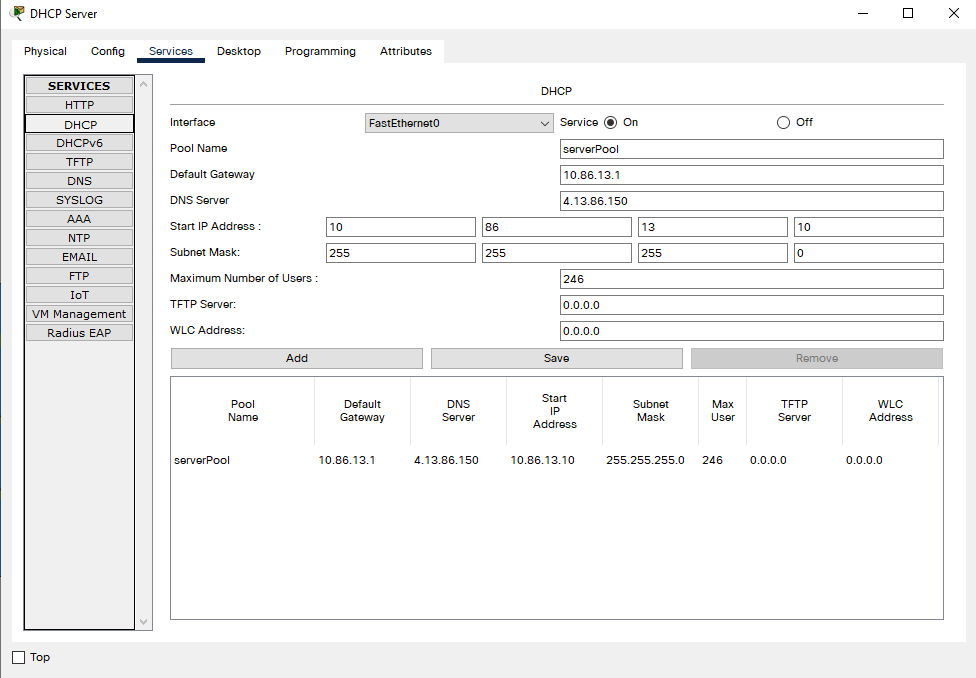 DHCP Server
Physical Config Services Desktop Programming Attributes
SERVICES
HTTP
DHCP
DHCPv6
TFTP
DNS
SYSLOG
AAA
NTP
EMAIL
FTP
IoT
VM Management
Radius EAP
DHCP
Interface FastEthernet0 Service On Off
Pool Name serverPool
Default Gateway 10.86.13.1
DNS Server 4.13.86.150
Start IP Address : 10 86 13 10
Subnet Mask: 255 255 255 0
Maximum Number of Users : 246
TFTP Server: 0.0.0.0
WLC Address: 0.0.0.0
Add Save Remove
Pool Name Default Gateway DNS Server Start IP Address Subnet Mask Max User TFTP Server WLC Address
serverPool 10.86.13.1 4.13.86.150 10.86.13.10 255.255.255.0 246 0.0.0.0 0.0.0.0
Top